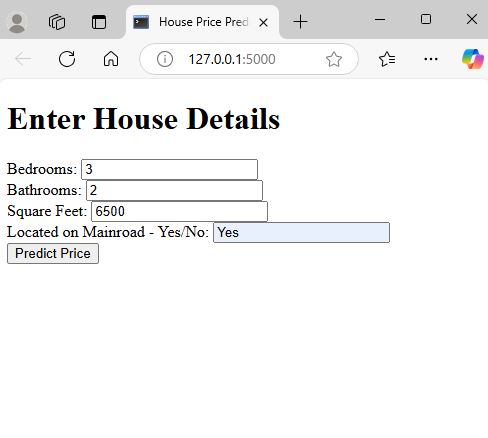 House Price Pred
127.0.0.1:5000
Enter House Details
Bedrooms: 3
Bathrooms: 2
Square Feet: 6500
Located on Mainroad - Yes/No: Yes
Predict Price